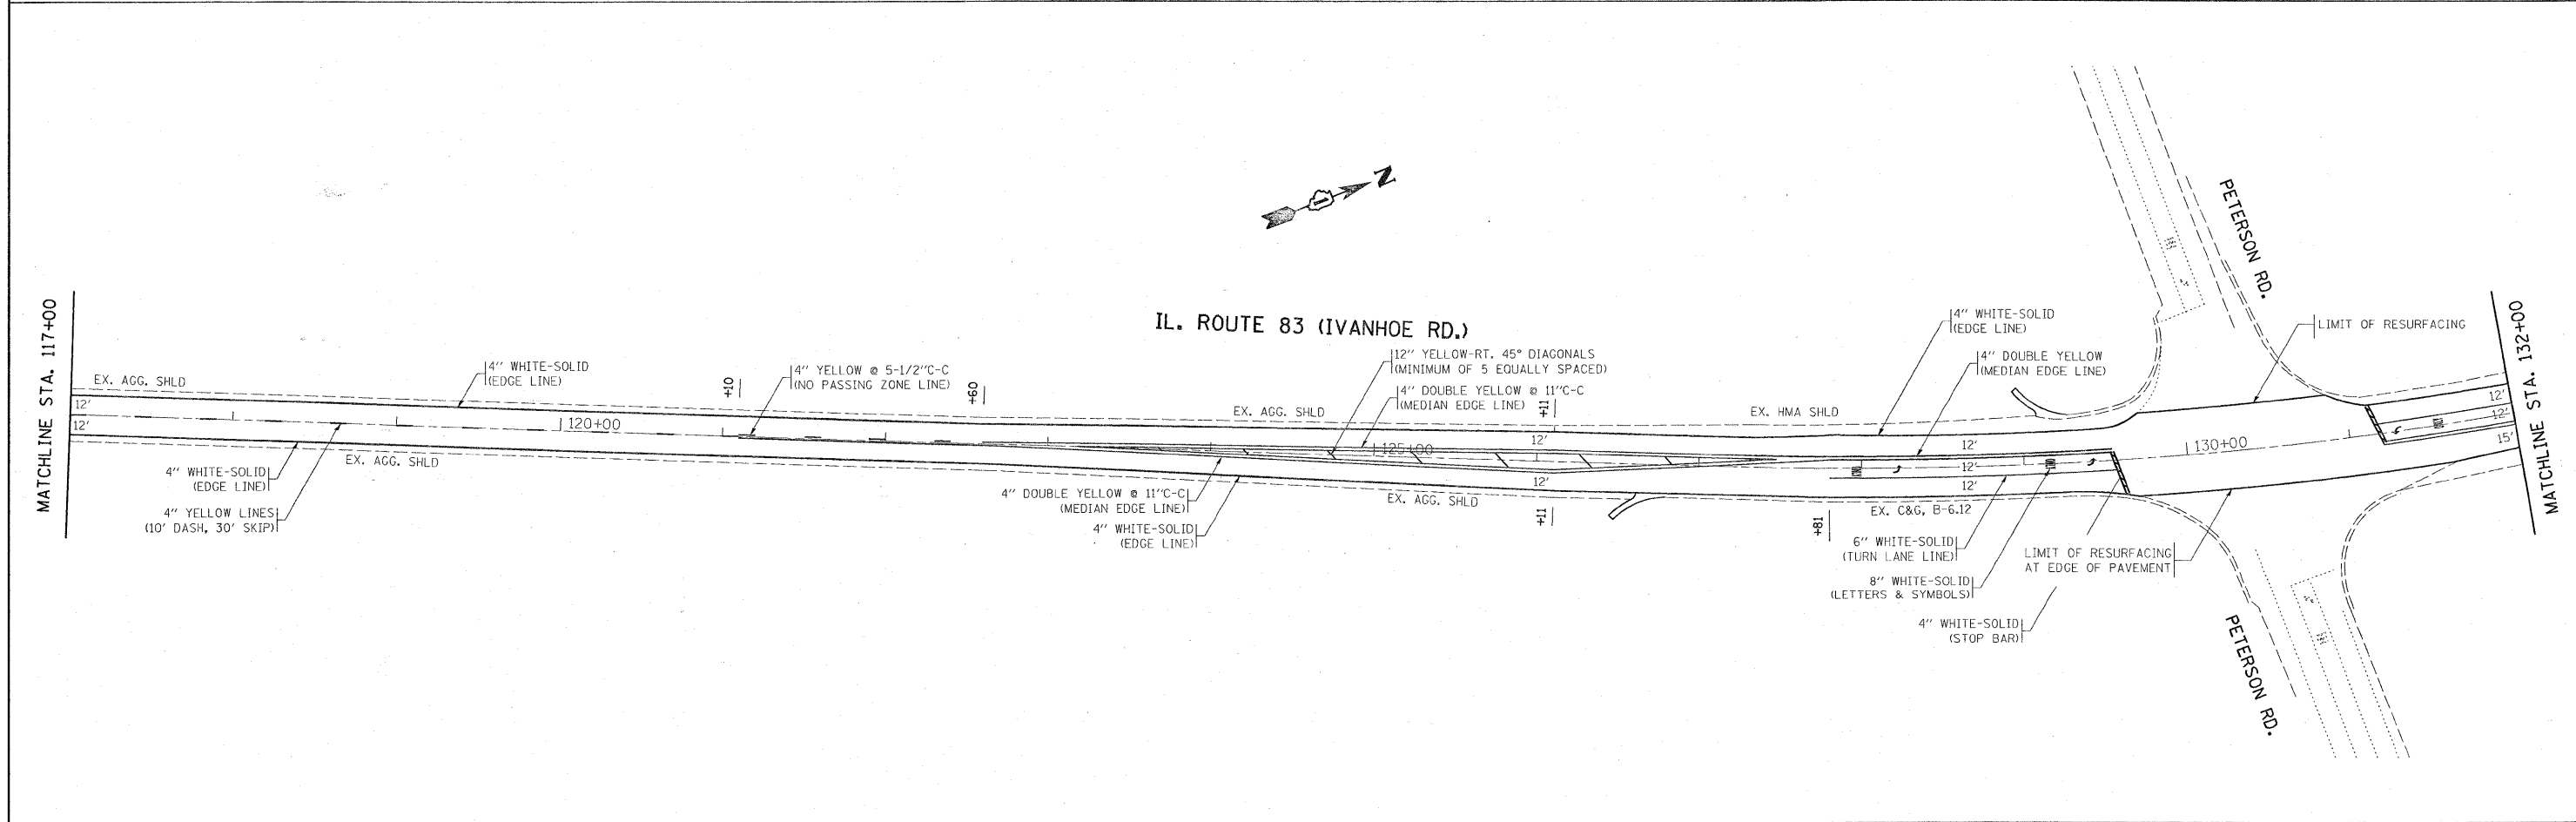 N
IL. ROUTE 83 (IVANHOE RD.)
MATCHLINE STA. 117+00
EX. AGG. SHLD
12'
12'
4" WHITE-SOLID
(EDGE LINE)
4" WHITE-SOLID
(EDGE LINE)
4" YELLOW LINES
(10' DASH, 30' SKIP)
EX. AGG. SHLD
120+00
+10
4" YELLOW @ 5-1/2"C-C
(NO PASSING ZONE LINE)
+60
4" DOUBLE YELLOW @ 11"C-C
(MEDIAN EDGE LINE)
4" WHITE-SOLID
(EDGE LINE)
EX. AGG. SHLD
12" YELLOW-RT. 45° DIAGONALS
(MINIMUM OF 5 EQUALLY SPACED)
4" DOUBLE YELLOW @ 11"C-C
(MEDIAN EDGE LINE)
+11
125+00
12'
12'
EX. AGG. SHLD
+11
EX. HMA SHLD
4" WHITE-SOLID
(EDGE LINE)
4" DOUBLE YELLOW
(MEDIAN EDGE LINE)
12'
12'
12'
EX. C&G, B-6.12
+81
6" WHITE-SOLID
(TURN LANE LINE)
8" WHITE-SOLID
(LETTERS & SYMBOLS)
4" WHITE-SOLID
(STOP BAR)
LIMIT OF RESURFACING
AT EDGE OF PAVEMENT
PETERSON RD.
LIMIT OF RESURFACING
130+00
12'
12'
15'
PETERSON RD.
MATCHLINE STA. 132+00